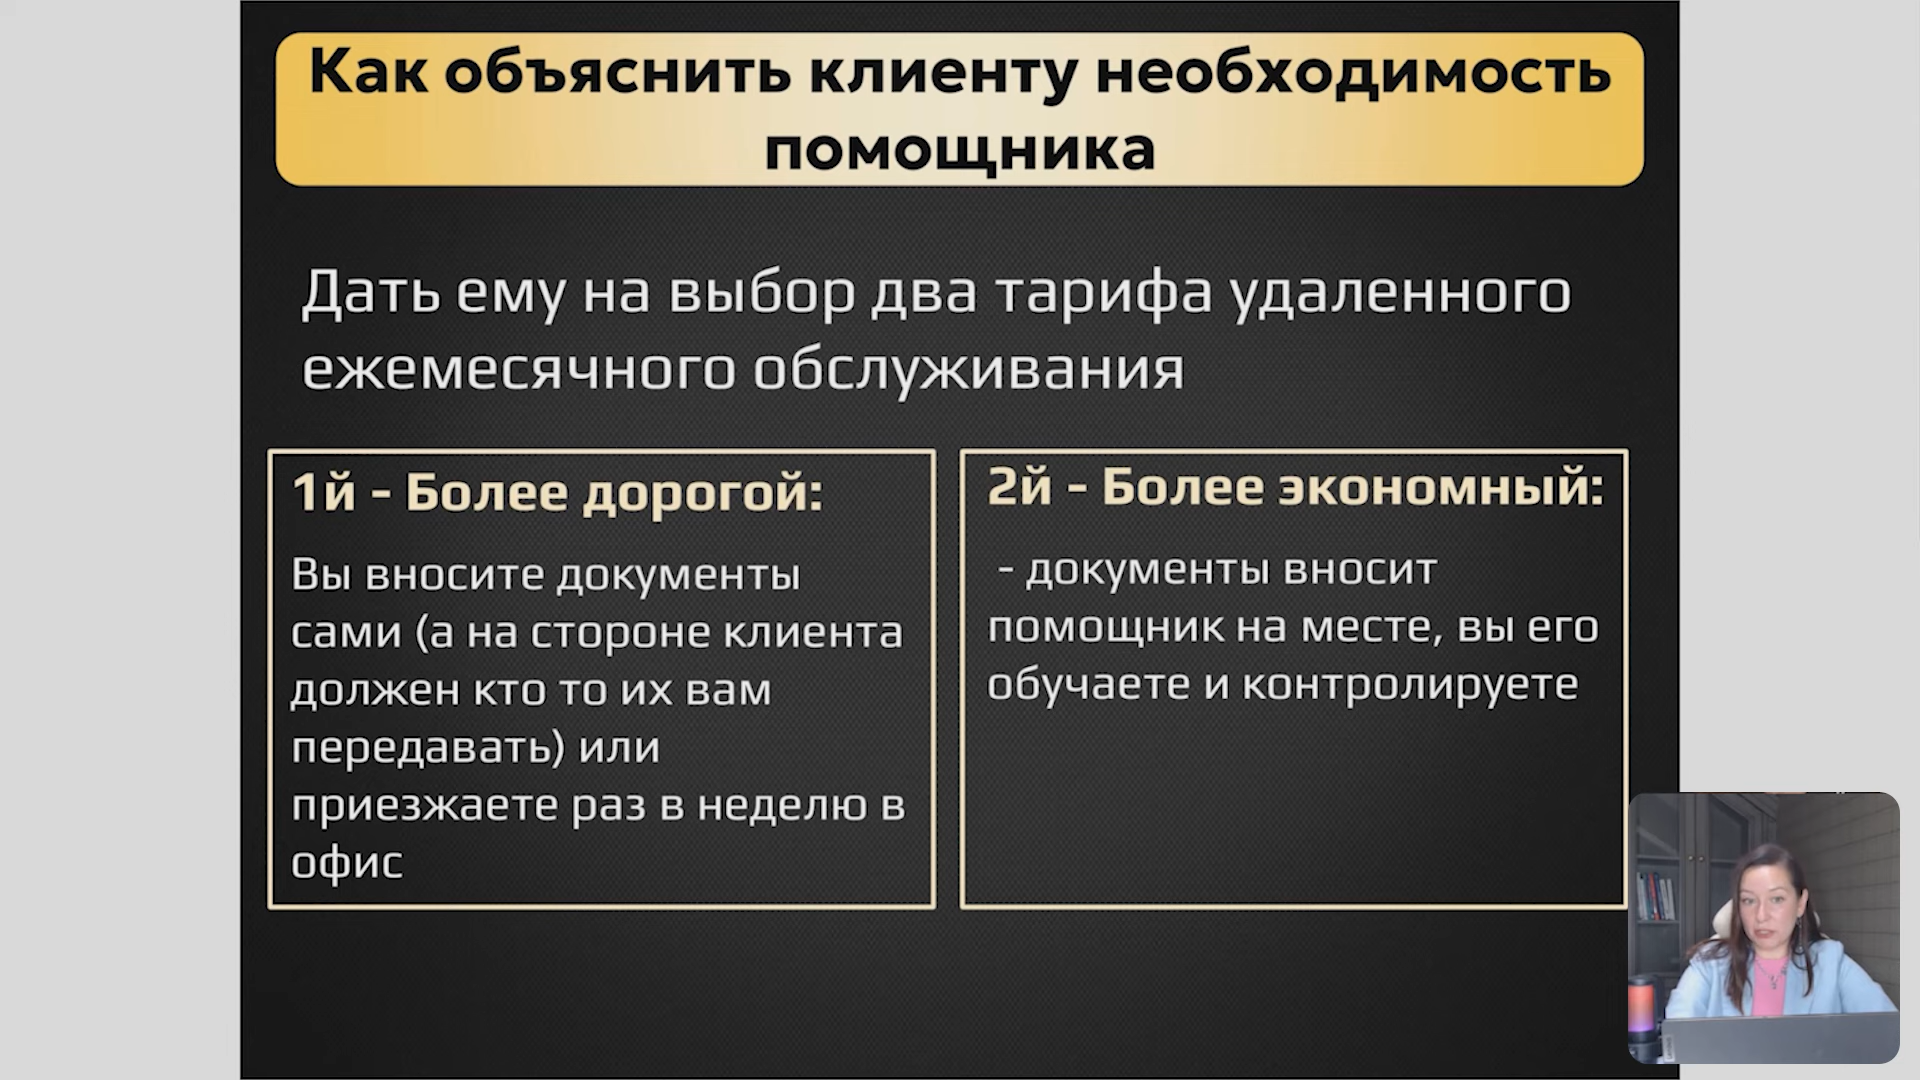 Как объяснить клиенту необходимость
помощника
Дать ему на выбор два тарифа удаленного
ежемесячного обслуживания
1й - Более дорогой:
Вы вносите документы
сами (а на стороне клиента
должен кто то их вам
передавать) или
приезжаете раз в неделю в
офис
2й - Более экономный:
- документы вносит
помощник на месте, вы его
обучаете и контролируете